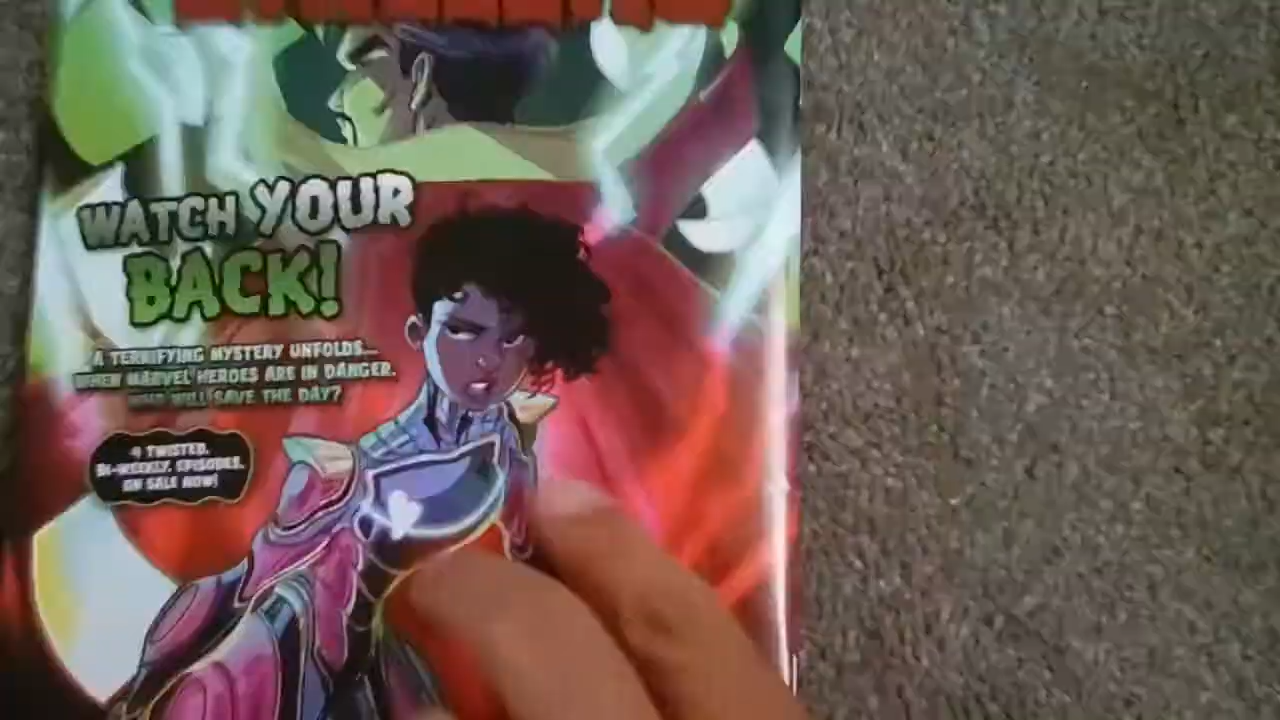 WATCH YOUR
BACK!
A TERRIFYING MYSTERY UNFOLDS...
WHEN MARVEL HEROES ARE IN DANGER.
WHO WILL SAVE THE DAY?
4 TWISTED,
BI-WEEKLY, EPISODES.
ON SALE NOW!